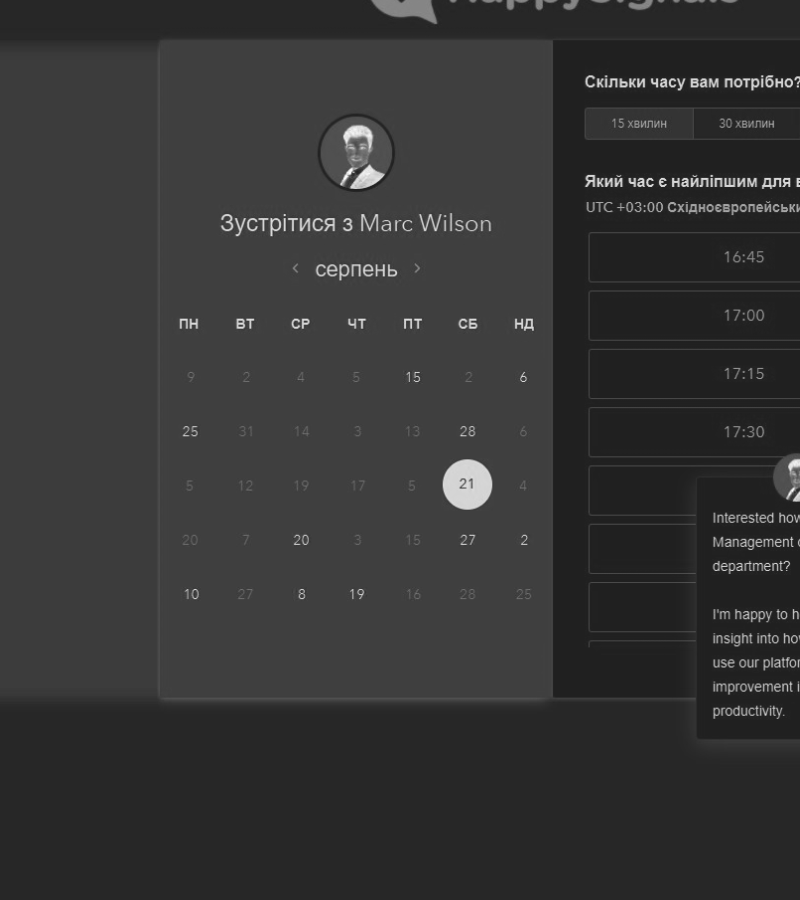 HappySignals
Зустрітися з Marc Wilson
серпень
ПН ВТ СР ЧТ ПТ СБ НД
9 2 4 5 15 2 6
25 31 14 3 13 28 6
5 12 19 17 5 21 4
20 7 20 3 15 27 2
10 27 8 19 16 28 25
Скільки часу вам потрібно?
15 хвилин 30 хвилин
Який час є найліпшим для
UTC +03:00 Східноєвропейськи
16:45
17:00
17:15
17:30
Interested how
Management
department?
I'm happy to h
insight into how
use our platfor
improvement i
productivity.